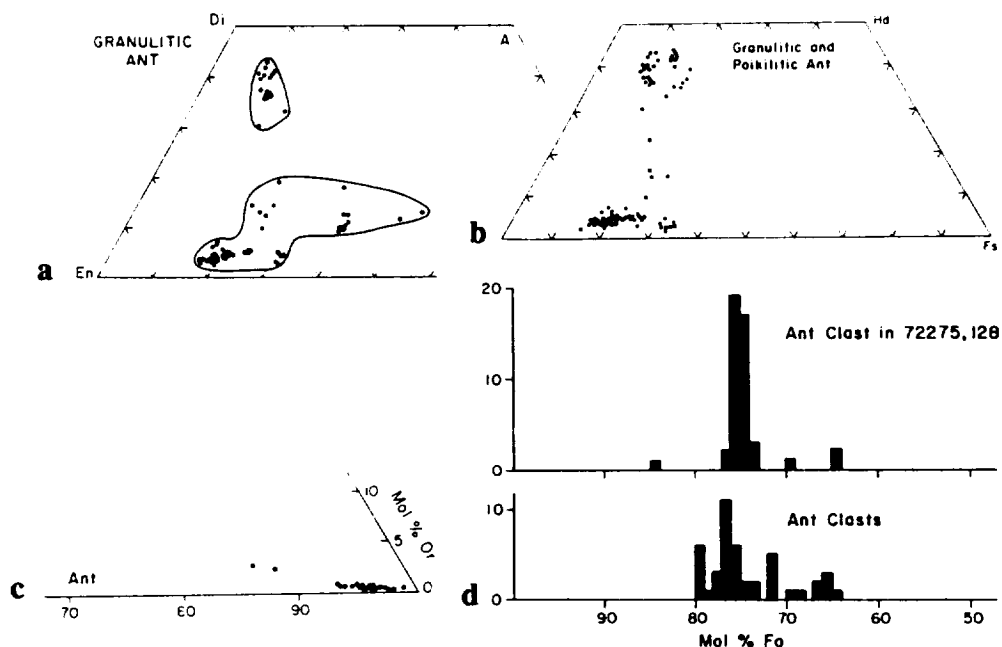 Di
GRANULITIC
ANT
A
En
a
Hd
Granulitic and
Poikilitic Ant
b
Fs
20
Ant Clast in 72275,128
10
0
10
Mol % Or
5
0
Ant
c
70
80
90
10
Ant Clasts
0
d
90
80
70
60
50
Mol % Fo